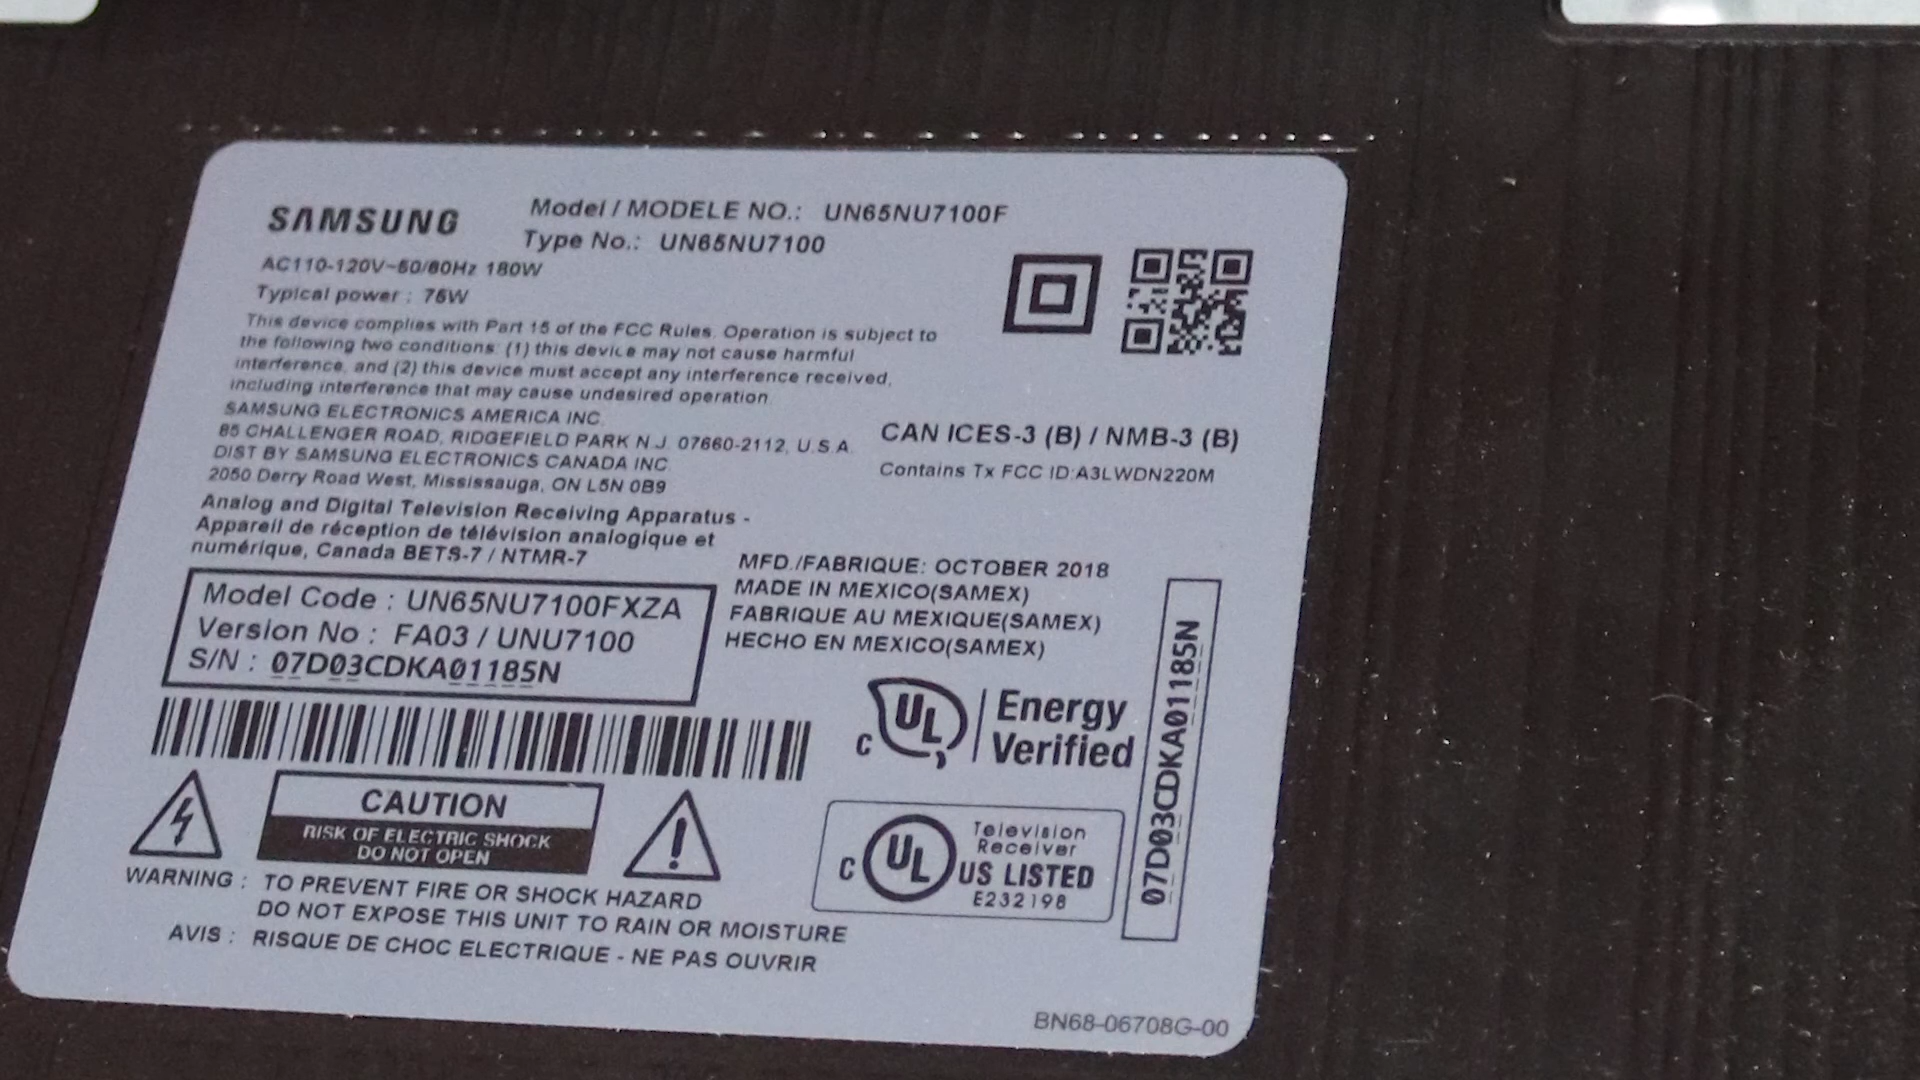 SAMSUNG
Model / MODELE NO.: UN65NU7100F
Type No.: UN65NU7100
AC110-120V~50/60Hz 180W
Typical power : 76W
This device complies with Part 15 of the FCC Rules. Operation is subject to
the following two conditions: (1) this device may not cause harmful
interference, and (2) this device must accept any interference received,
including interference that may cause undesired operation.
SAMSUNG ELECTRONICS AMERICA INC.
85 CHALLENGER ROAD, RIDGEFIELD PARK N.J. 07660-2112, U.S.A.
DIST BY SAMSUNG ELECTRONICS CANADA INC.
2050 Derry Road West, Mississauga, ON L5N 0B9
CAN ICES-3 (B) / NMB-3 (B)
Contains Tx FCC ID:A3LWDN220M
Analog and Digital Television Receiving Apparatus -
Appareil de réception de télévision analogique et
numérique, Canada BETS-7 / NTMR-7
MFD./FABRIQUE: OCTOBER 2018
MADE IN MEXICO(SAMEX)
FABRIQUE AU MEXIQUE(SAMEX)
HECHO EN MEXICO(SAMEX)
Model Code : UN65NU7100FXZA
Version No : FA03 / UNU7100
S/N : 07D03CDKA01185N
C UL Energy
Verified
07D03CDKA01185N
CAUTION
RISK OF ELECTRIC SHOCK
DO NOT OPEN
Television
Receiver
C UL US LISTED
E232198
WARNING : TO PREVENT FIRE OR SHOCK HAZARD
DO NOT EXPOSE THIS UNIT TO RAIN OR MOISTURE
AVIS : RISQUE DE CHOC ELECTRIQUE - NE PAS OUVRIR
BN68-06708G-00